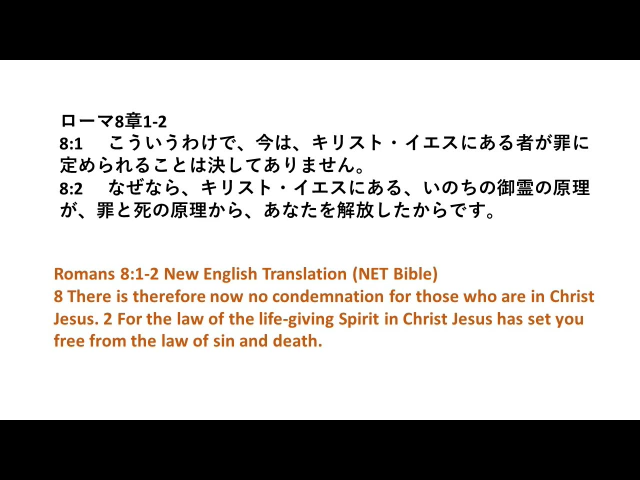 ローマ8章1-2
8:1　こういうわけで、今は、キリスト・イエスにある者が罪に
定められることは決してありません。
8:2　なぜなら、キリスト・イエスにある、いのちの御霊の原理
が、罪と死の原理から、あなたを解放したからです。
Romans 8:1-2 New English Translation (NET Bible)
8 There is therefore now no condemnation for those who are in Christ
Jesus. 2 For the law of the life-giving Spirit in Christ Jesus has set you
free from the law of sin and death.